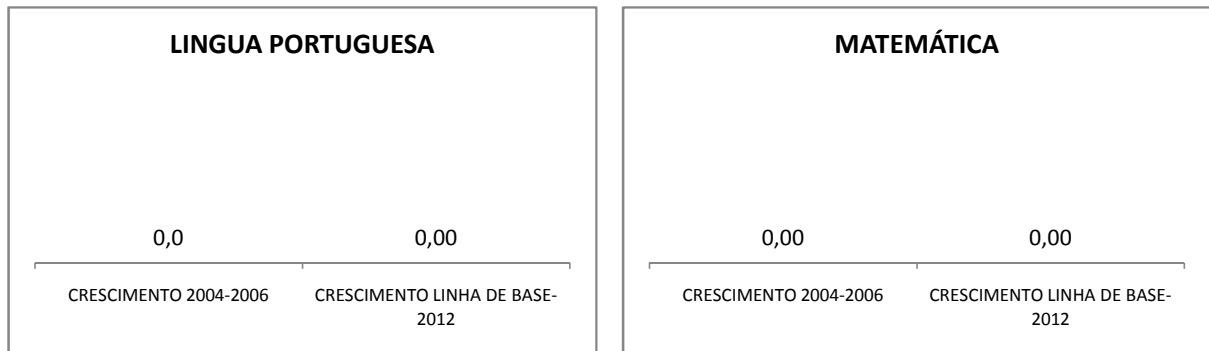 LINGUA PORTUGUESA
0,0
0,00
CRESCIMENTO 2004-2006
CRESCIMENTO LINHA DE BASE-
2012
MATEMÁTICA
0,00
0,00
CRESCIMENTO 2004-2006
CRESCIMENTO LINHA DE BASE-
2012